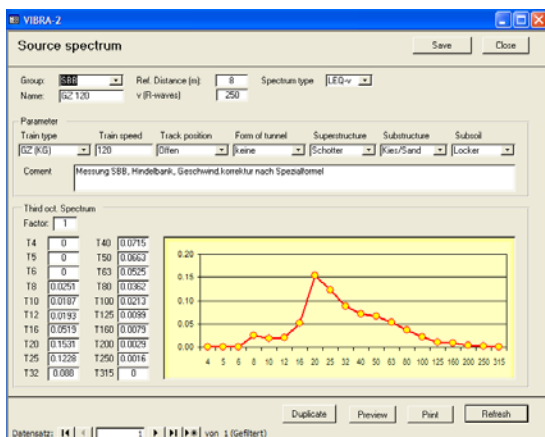 VIBRA-2
Source spectrum Save Close
Group: SBB Ref. Distance (m): 8 Spectrum type LEQ-v
Name: GZ 120 v (R-waves) 250
Parameter
Train type Train speed Track position Form of tunnel Superstructure Substructure Subsoil
GZ (KG) 120 Offen keine Schotter Kies/Sand Locker
Coment Messung SBB, Hindelbank, Geschwind.korrektur nach Spezialformel
Third oct. Spectrum
Factor: 1
T4 0 T40 0.0715
T5 0 T50 0.0663
T6 0 T63 0.0525
T8 0.0251 T80 0.0362
T10 0.0187 T100 0.0213
T12 0.0193 T125 0.0099
T16 0.0519 T160 0.0079
T20 0.1531 T200 0.0029
T25 0.1228 T250 0.0016
T32 0.088 T315 0
0.20
0.15
0.10
0.05
0.00
4 5 6 8 10 12 16 20 25 32 40 50 63 80 100 125 160 200 250 315
Duplicate Preview Print Refresh
Datensatz: 1 von 1 (Gefiltert)